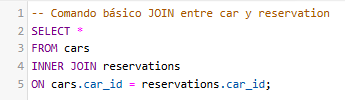 1 -- Comando básico JOIN entre car y reservation
2 SELECT *
3 FROM cars
4 INNER JOIN reservations
5 ON cars.car_id = reservations.car_id;